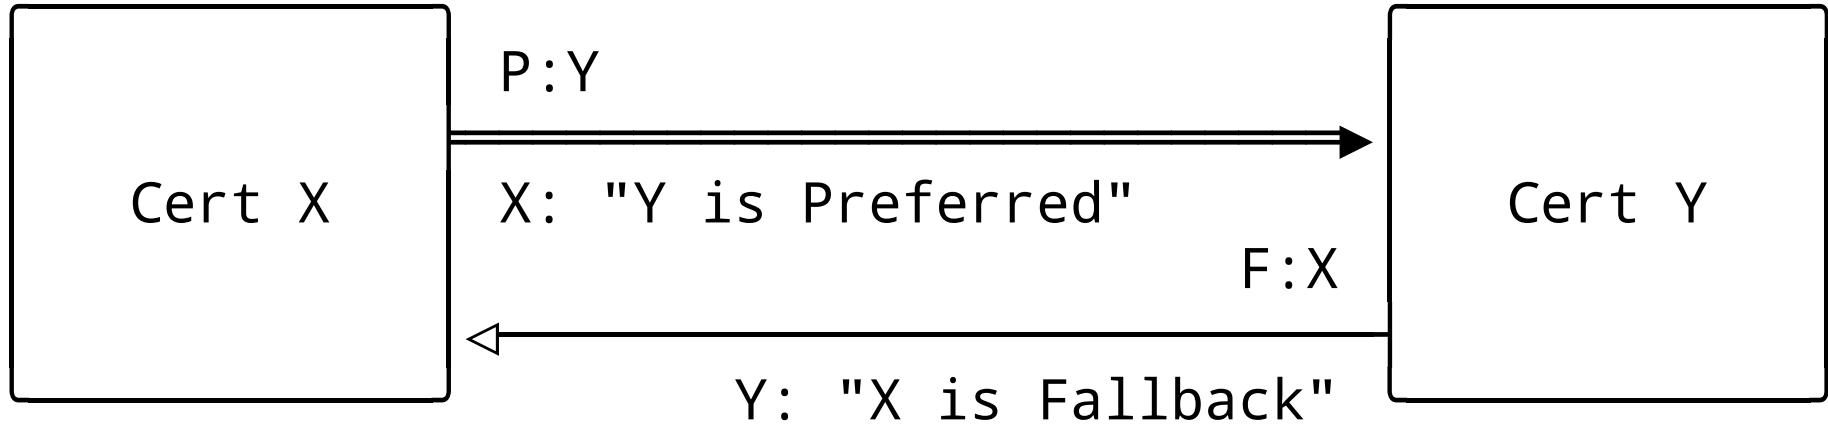 P:Y
Cert X
X: "Y is Preferred"
Cert Y
F:X
Y: "X is Fallback"